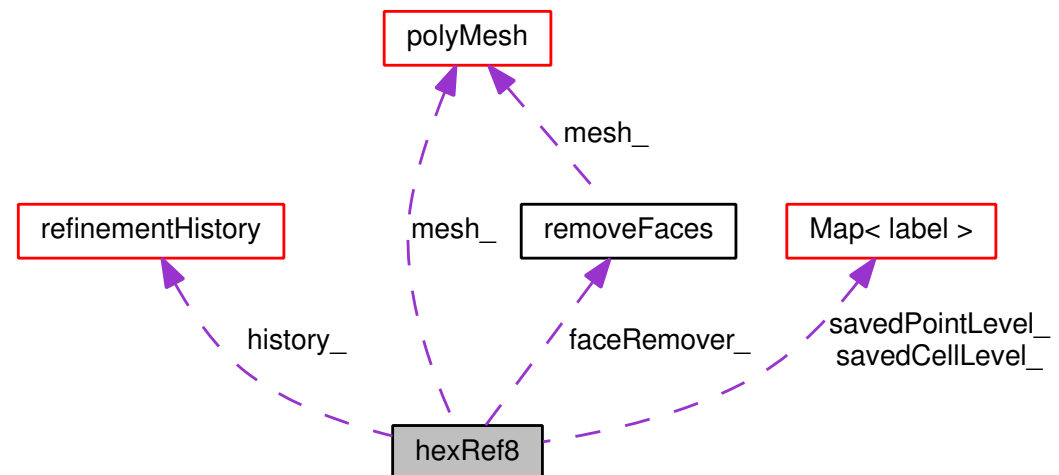 polyMesh
mesh_
refinementHistory
mesh_
removeFaces
Map< label >
history_
faceRemover_
savedPointLevel_
savedCellLevel_
hexRef8